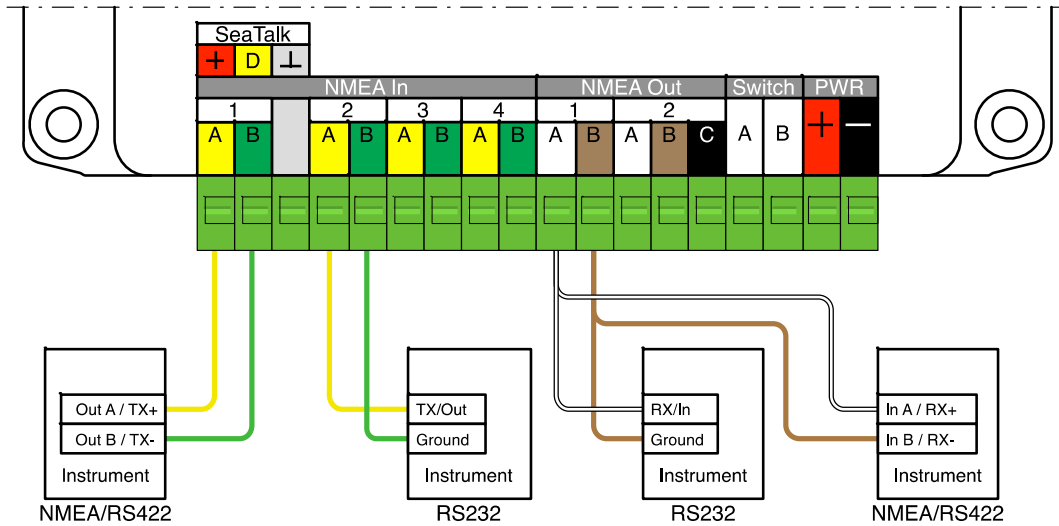 SeaTalk
+ D ⊥
NMEA In NMEA Out Switch PWR
1 2 3 4 1 2
A B A B A B A B A B A B C A B + −
Out A / TX+
Out B / TX-
Instrument
NMEA/RS422
TX/Out
Ground
Instrument
RS232
RX/In
Ground
Instrument
RS232
In A / RX+
In B / RX-
Instrument
NMEA/RS422